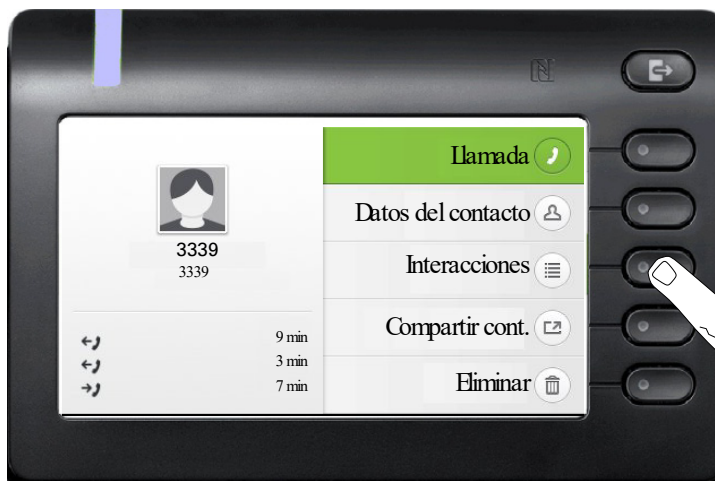 3339
3339
9 min
3 min
7 min
Llamada
Datos del contacto
Interacciones
Compartir cont.
Eliminar